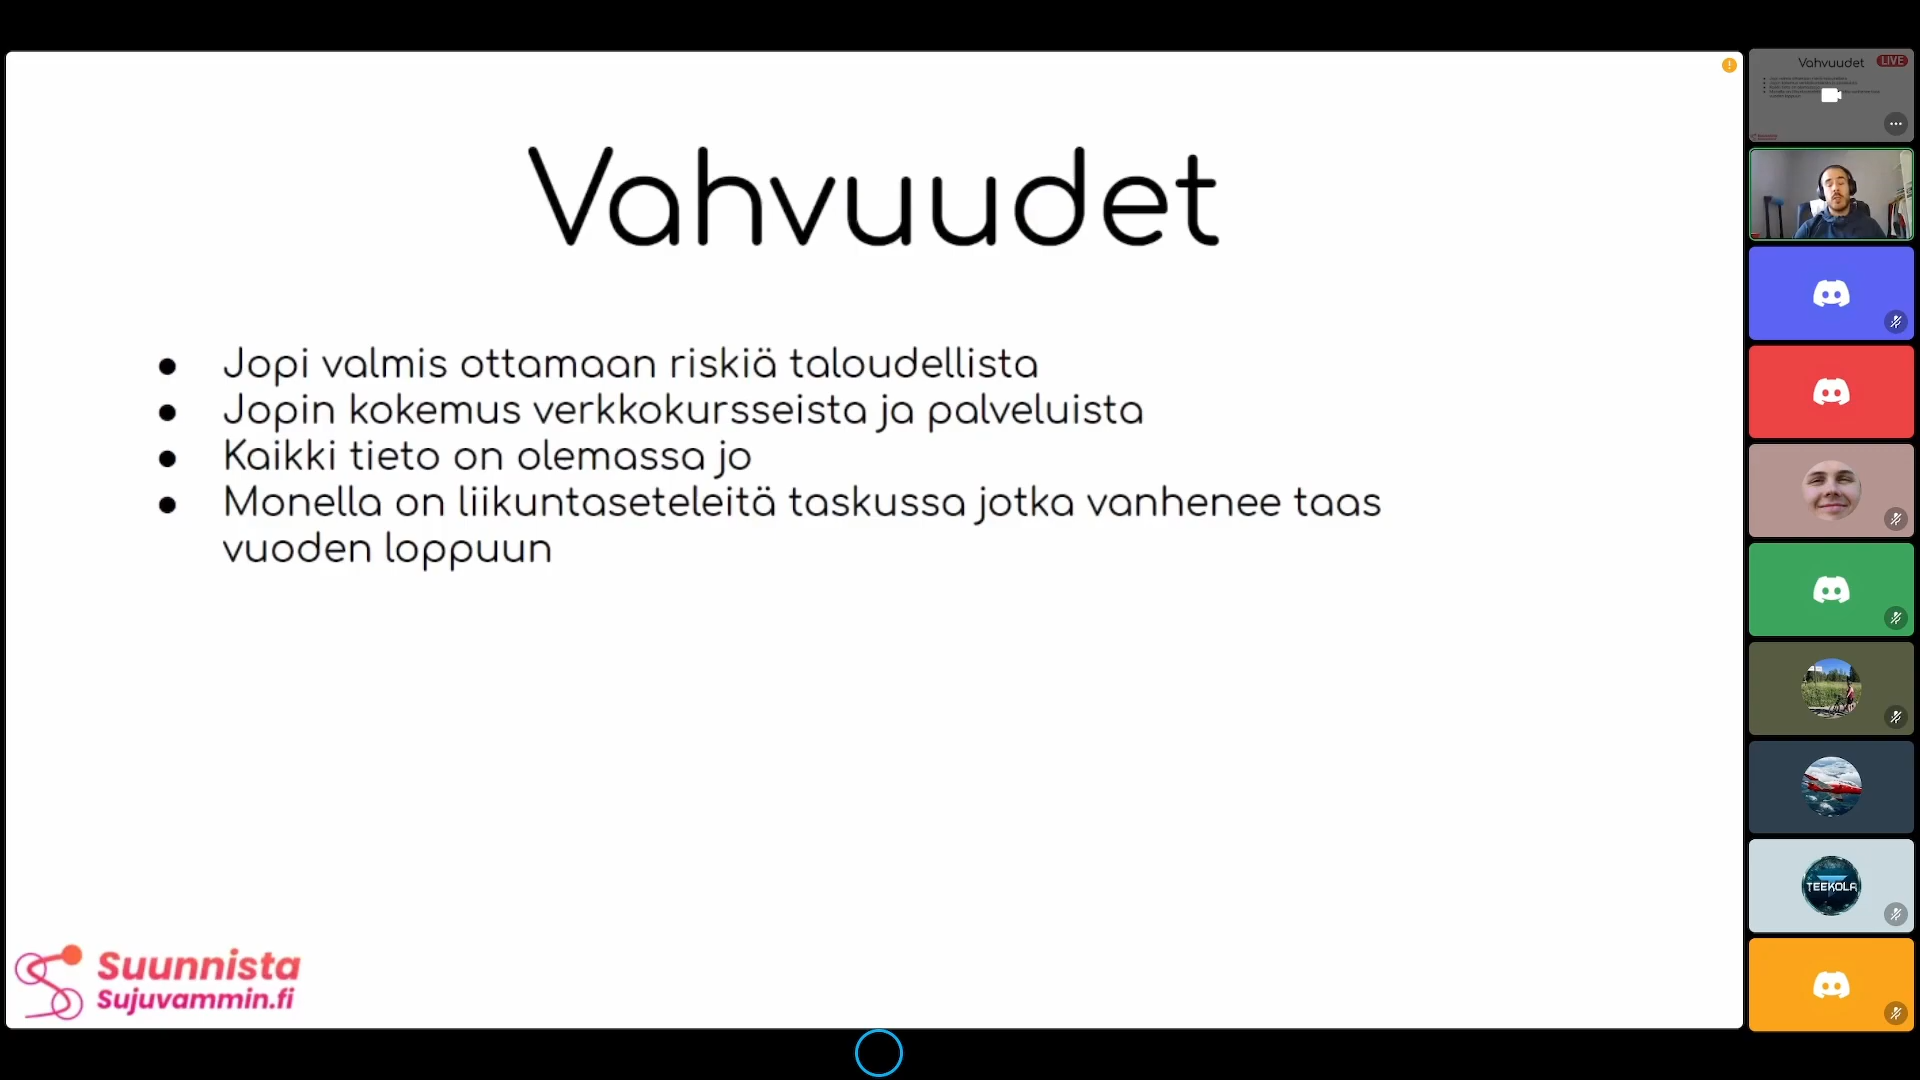 Vahvuudet
● Jopi valmis ottamaan riskiä taloudellista
● Jopin kokemus verkkokursseista ja palveluista
● Kaikki tieto on olemassa jo
● Monella on liikuntaseteleitä taskussa jotka vanhenee taas
vuoden loppuun
Suunnista
Sujuvammin.fi
Vahvuudet
LIVE
TEEKOLA